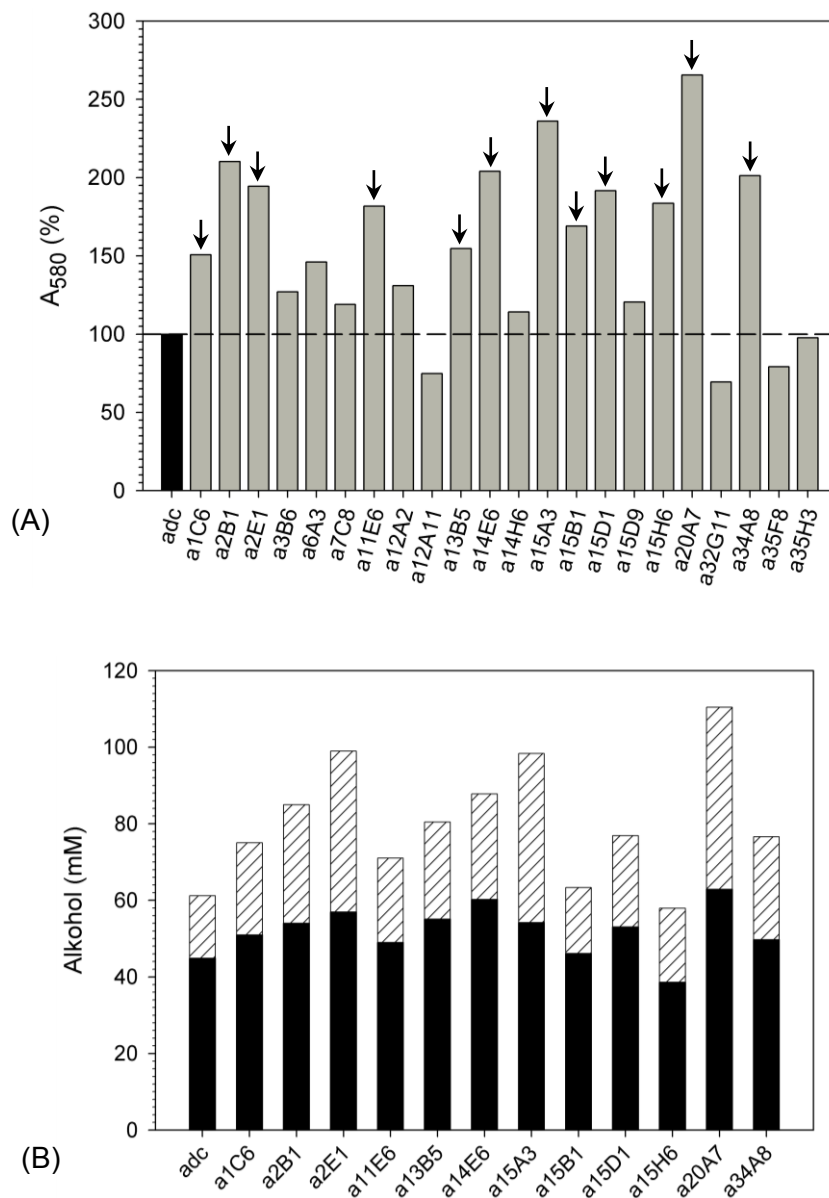 300
250
200
150
100
50
0
A580 (%)
adc
a1C6
a2B1
a2E1
a3B6
a6A3
a7C8
a11E6
a12A2
a12A11
a13B5
a14E6
a14H6
a15A3
a15B1
a15D1
a15D9
a15H6
a20A7
a32G11
a34A8
a35F8
a35H3
(A)
120
100
80
60
40
20
0
Alkohol (mM)
adc
a1C6
a2B1
a2E1
a11E6
a13B5
a14E6
a15A3
a15B1
a15D1
a15H6
a20A7
a34A8
(B)